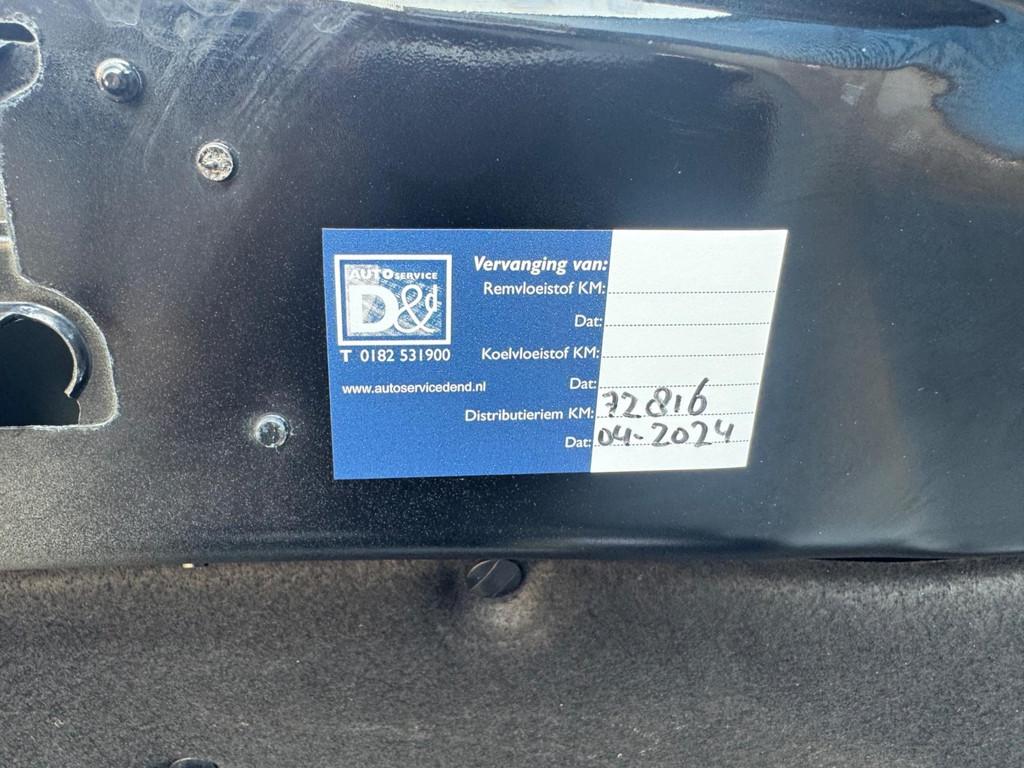 AUTO SERVICE
D&d
T 0182 531900
www.autoservicedend.nl
Vervanging van:
Remvloeistof KM:
Dat:
Koelvloeistof KM:
Dat:
Distributieriem KM: 72816
Dat: 04-2024